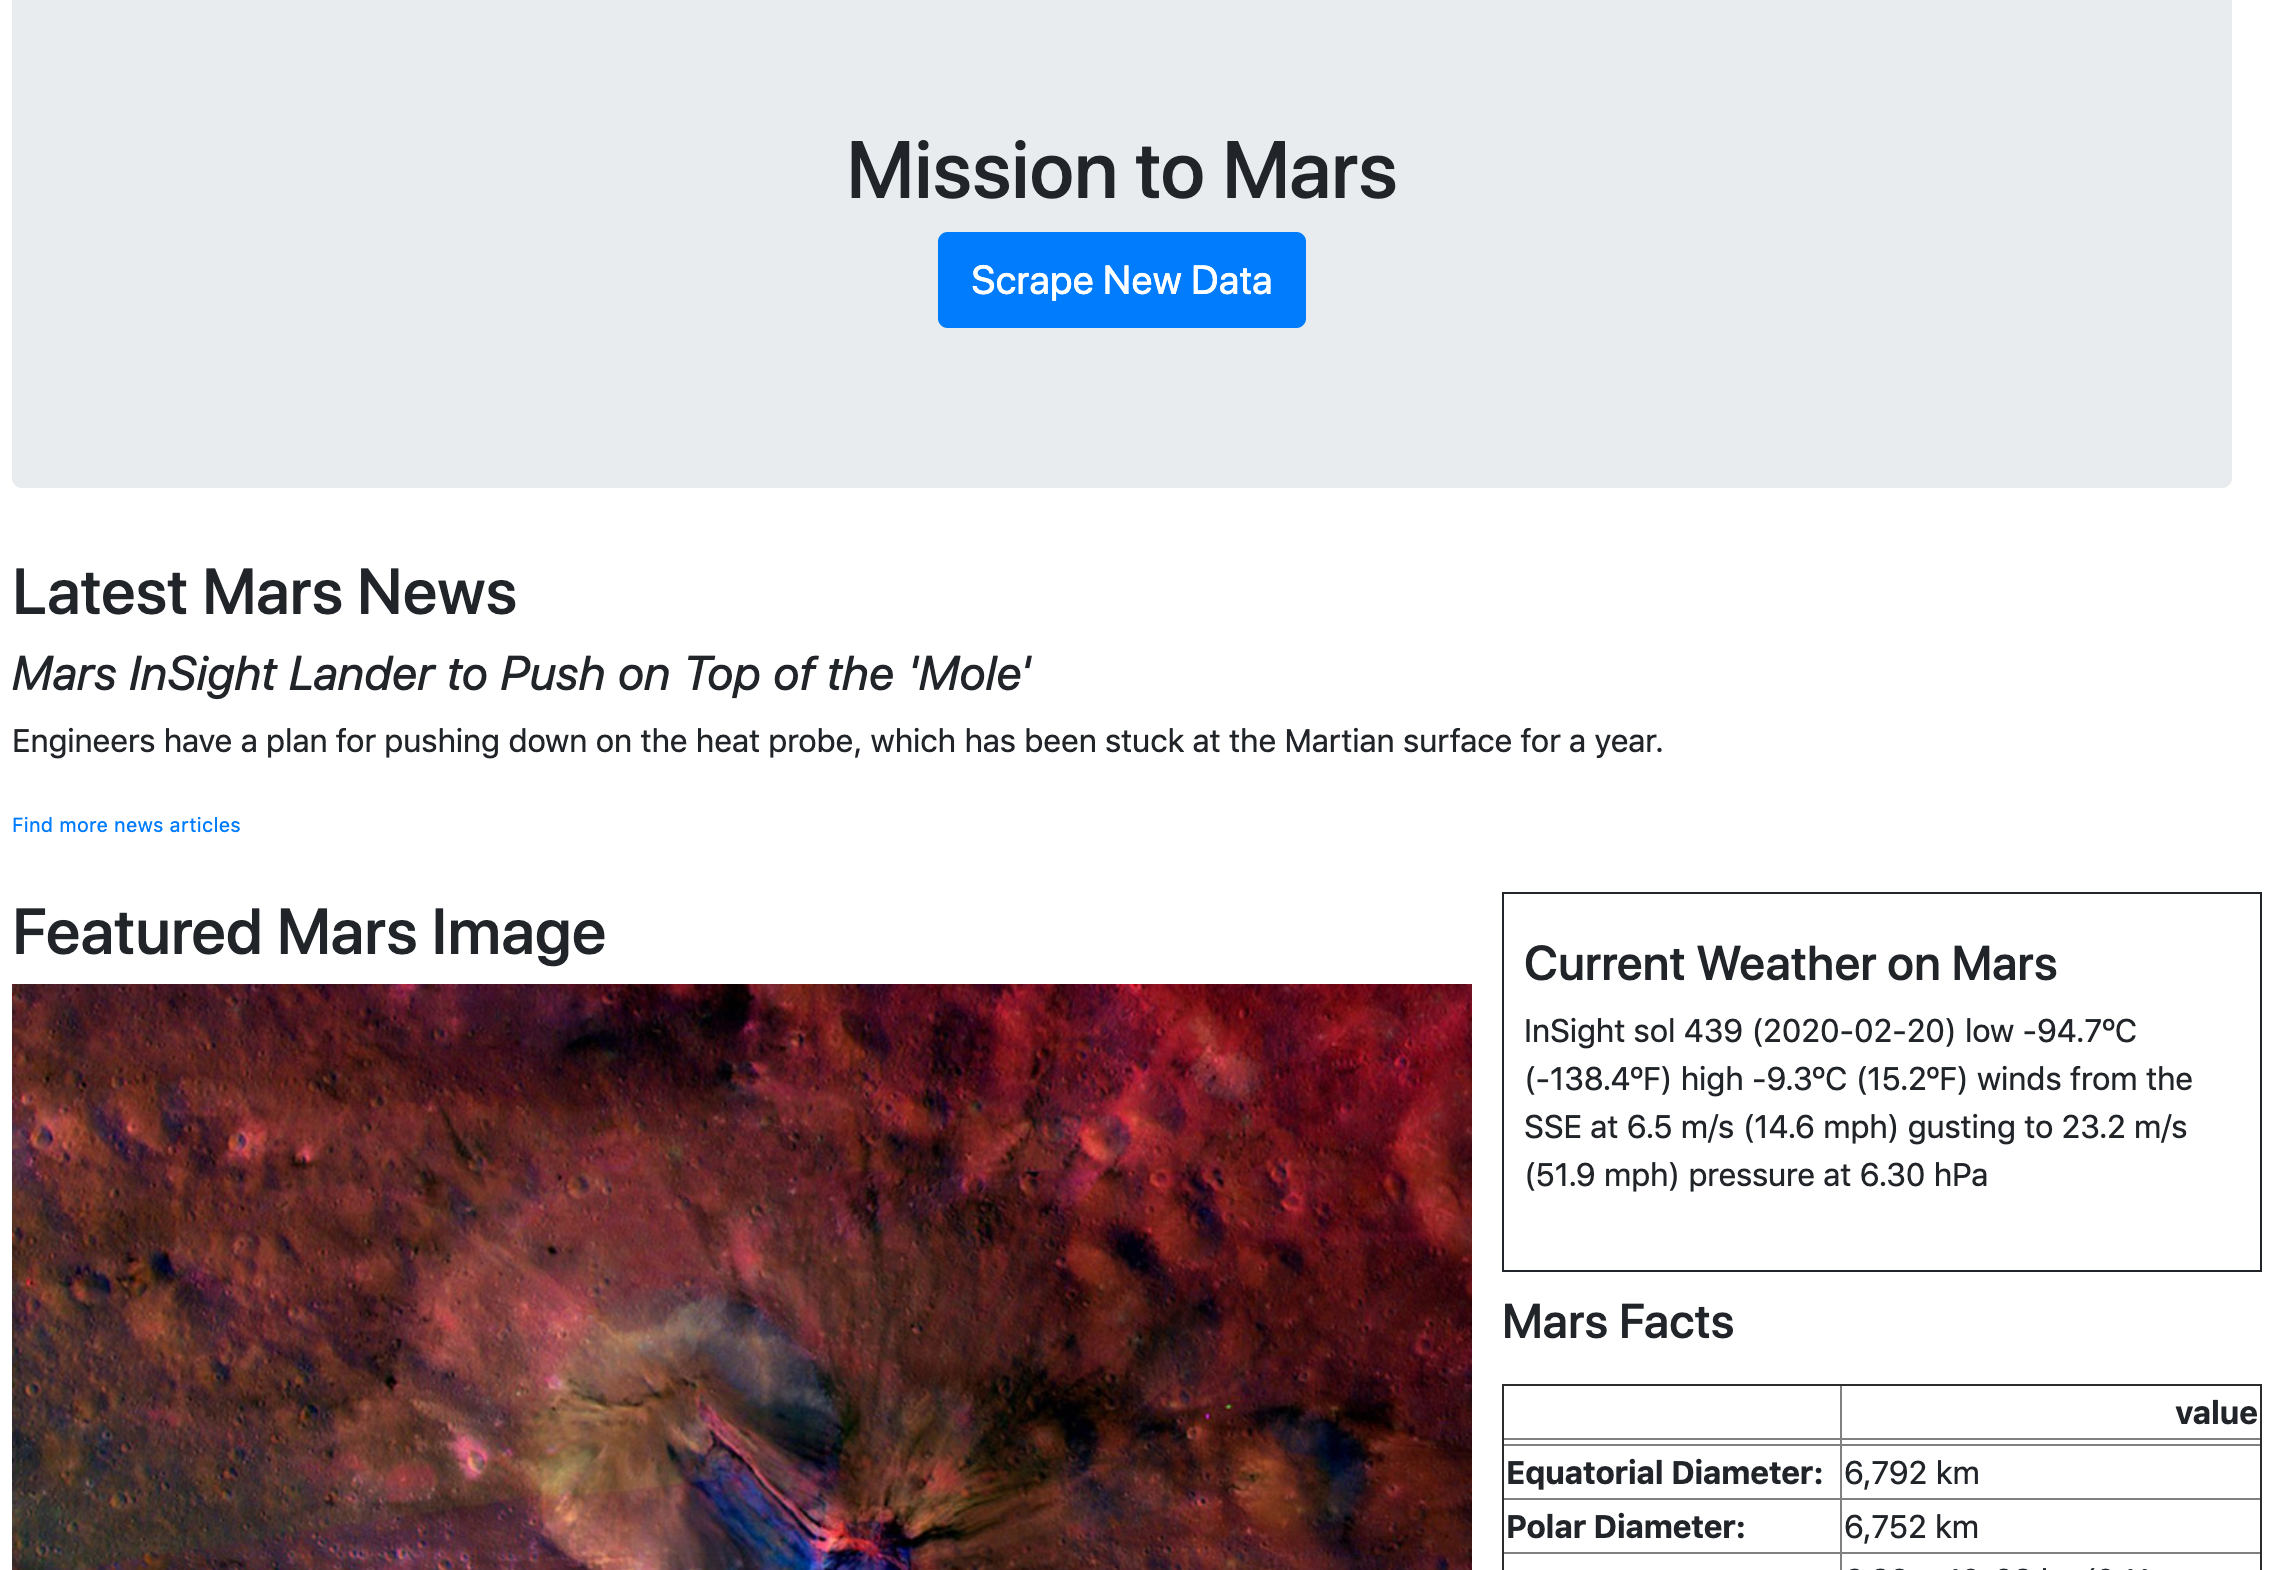 Mission to Mars
Scrape New Data
Latest Mars News
Mars InSight Lander to Push on Top of the 'Mole'
Engineers have a plan for pushing down on the heat probe, which has been stuck at the Martian surface for a year.
Find more news articles
Featured Mars Image
Current Weather on Mars
InSight sol 439 (2020-02-20) low -94.7ºC
(-138.4ºF) high -9.3ºC (15.2ºF) winds from the
SSE at 6.5 m/s (14.6 mph) gusting to 23.2 m/s
(51.9 mph) pressure at 6.30 hPa
Mars Facts
value
Equatorial Diameter: 6,792 km
Polar Diameter: 6,752 km